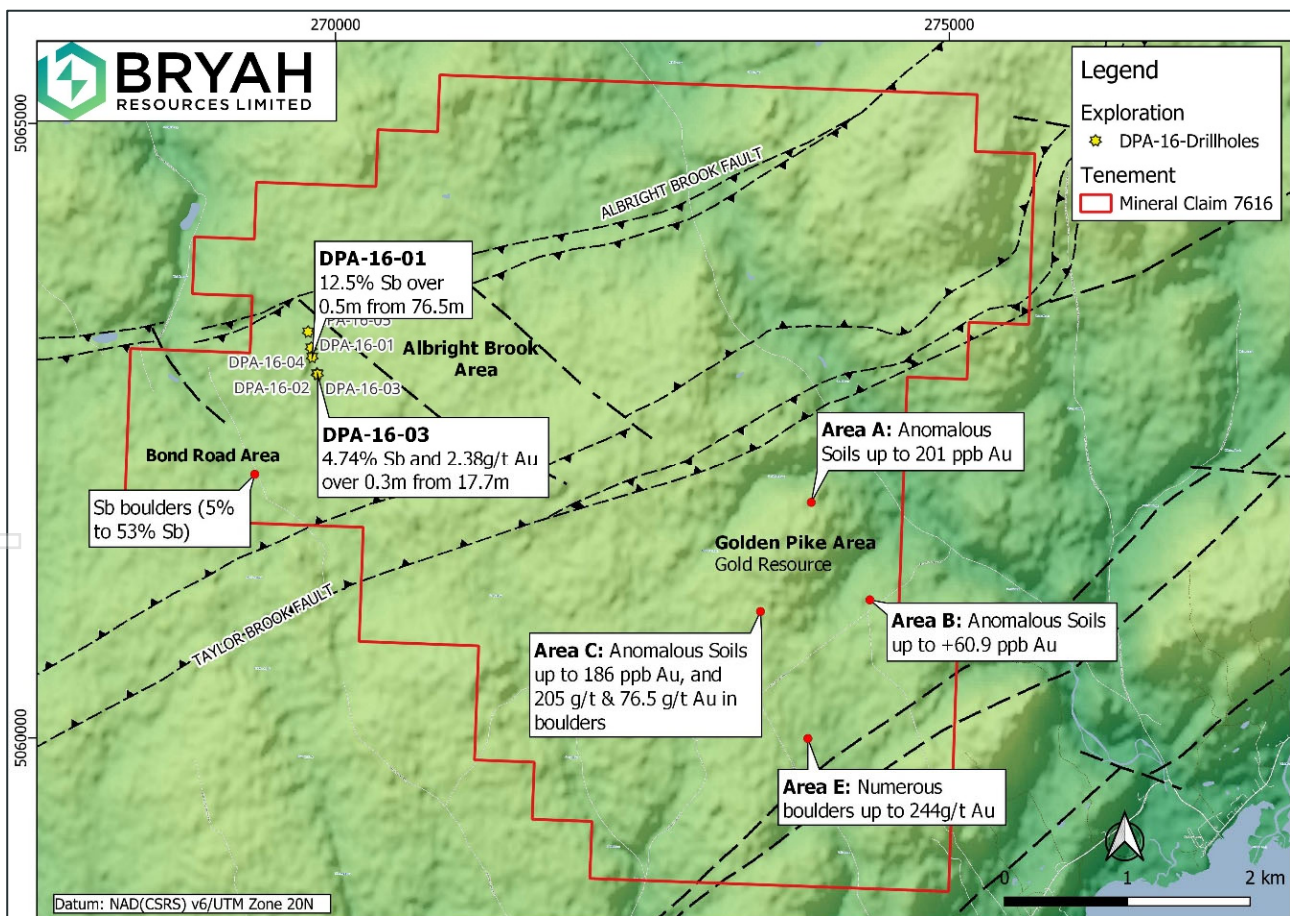 270000
275000
BRYAH
RESOURCES LIMITED
Legend
Exploration
DPA-16-Drillholes
Tenement
Mineral Claim 7616
5065000
ALBRIGHT BROOK FAULT
DPA-16-01
12.5% Sb over
0.5m from 76.5m
DPA-16-01
DPA-16-04
Albright Brook
Area
DPA-16-02
DPA-16-03
DPA-16-03
4.74% Sb and 2.38g/t Au
over 0.3m from 17.7m
Bond Road Area
Sb boulders (5%
to 53% Sb)
Area A: Anomalous
Soils up to 201 ppb Au
Golden Pike Area
Gold Resource
TAYLOR BROOK FAULT
Area B: Anomalous Soils
up to +60.9 ppb Au
Area C: Anomalous Soils
up to 186 ppb Au, and
205 g/t & 76.5 g/t Au in
boulders
5060000
Area E: Numerous
boulders up to 244g/t Au
0 1 2 km
Datum: NAD(CSRS) v6/UTM Zone 20N